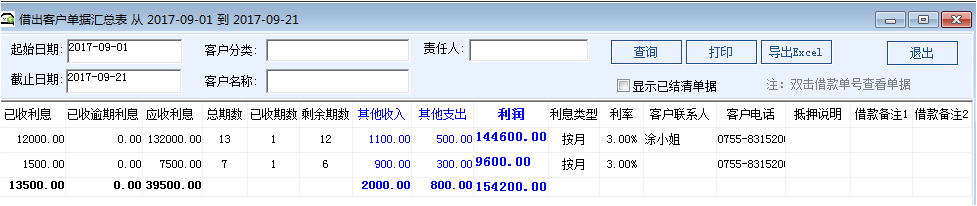 借出客户单据汇总表 从 2017-09-01 到 2017-09-21
起始日期: 2017-09-01 客户分类: 责任人: 查询 打印 导出Excel 退出
截止日期: 2017-09-21 客户名称: 显示已结清单据 注：双击借款单号查看单据
已收利息 已收逾期利息 应收利息 总期数 已收期数 剩余期数 其他收入 其他支出 利润 利息类型 利率 客户联系人 客户电话 抵押说明 借款备注1 借款备注2
12000.00 0.00 132000.00 13 1 12 1100.00 500.00 144600.00 按月 3.00% 涂小姐 0755-8315200
1500.00 0.00 7500.00 7 1 6 900.00 300.00 9600.00 按月 3.00% 0755-8315200
13500.00 0.00 39500.00 2000.00 800.00 154200.00